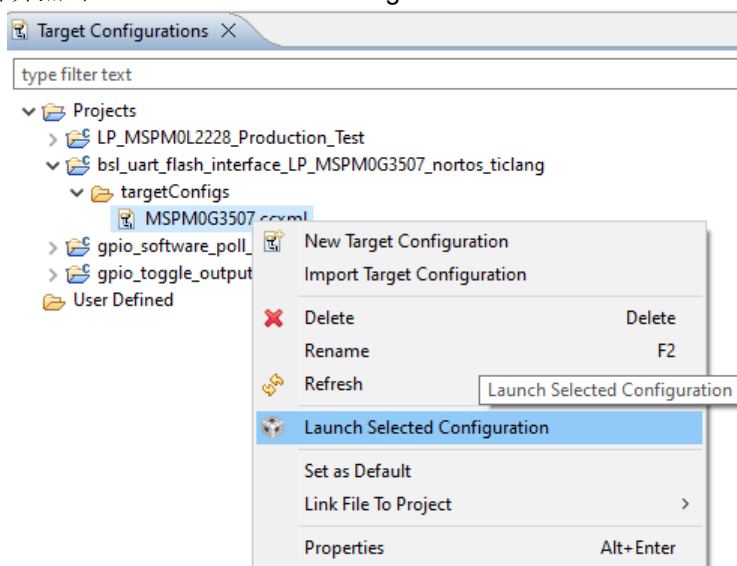 Target Configurations
type filter text
Projects
LP_MSPM0L2228_Production_Test
bsl_uart_flash_interface_LP_MSPM0G3507_nortos_ticlang
targetConfigs
MSPM0G3507.ccxml
gpio_software_poll_
gpio_toggle_output
User Defined
New Target Configuration
Import Target Configuration
Delete Delete
Rename F2
Refresh
Launch Selected Configuration
Launch Selected Configuration
Set as Default
Link File To Project
Properties Alt+Enter